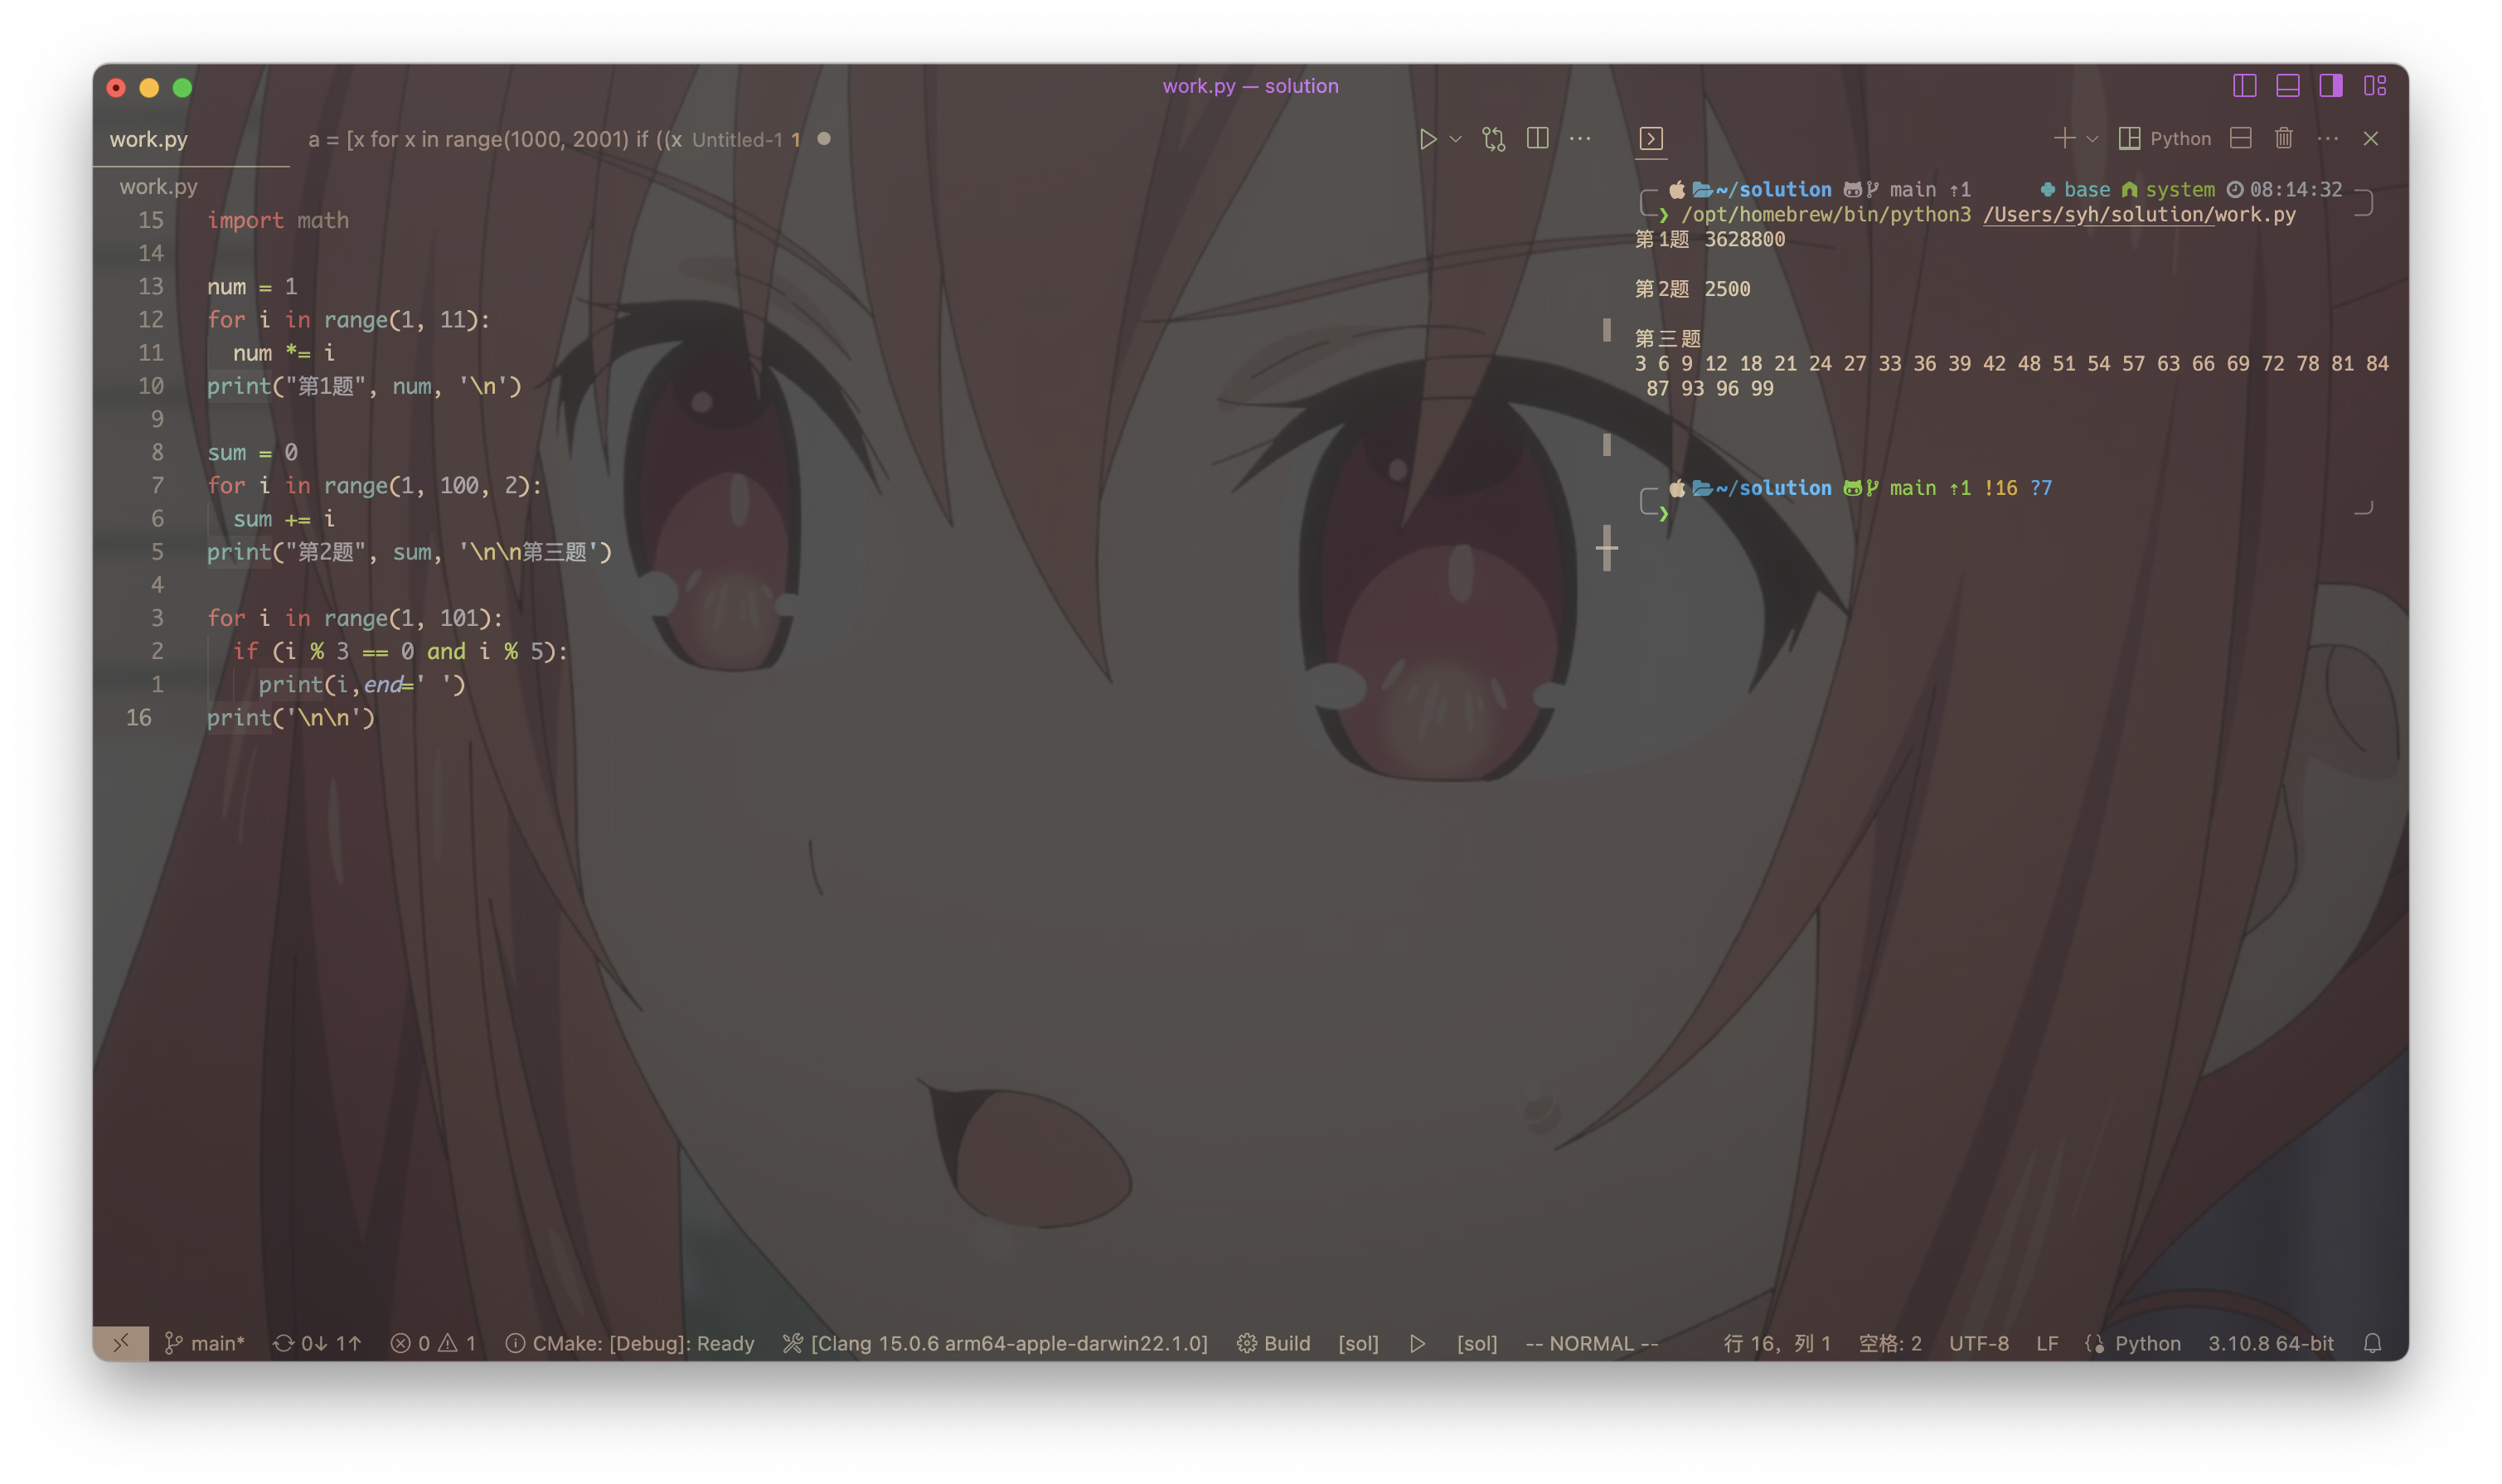 work.py — solution
work.py
a = [x for x in range(1000, 2001) if ((x Untitled-1 1
Python
work.py
15 import math
14
13 num = 1
12 for i in range(1, 11):
11 num *= i
10 print("第1题", num, '\n')
9
8 sum = 0
7 for i in range(1, 100, 2):
6 sum += i
5 print("第2题", sum, '\n\n第三题')
4
3 for i in range(1, 101):
2 if (i % 3 == 0 and i % 5):
1 print(i,end=' ')
16 print('\n\n')
~/solution main ⇡1 base system 08:14:32
❯ /opt/homebrew/bin/python3 /Users/syh/solution/work.py
第1题 3628800
第2题 2500
第三题
3 6 9 12 18 21 24 27 33 36 39 42 48 51 54 57 63 66 69 72 78 81 84
87 93 96 99
~/solution main ⇡1 !16 ?7
❯
main* 0↓ 1↑ 0 1 CMake: [Debug]: Ready [Clang 15.0.6 arm64-apple-darwin22.1.0] Build [sol] [sol] -- NORMAL -- 行 16，列 1 空格: 2 UTF-8 LF Python 3.10.8 64-bit